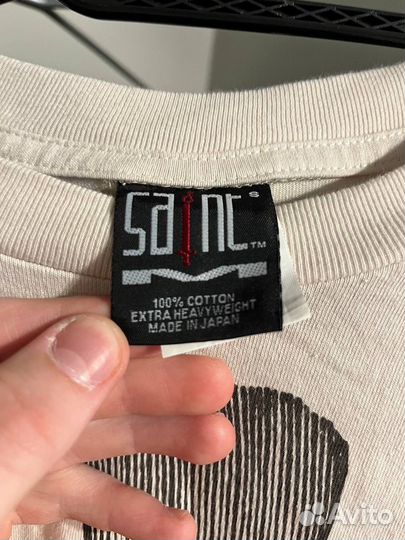 saint
S
TM
100% COTTON
EXTRA HEAVYWEIGHT
MADE IN JAPAN
Avito